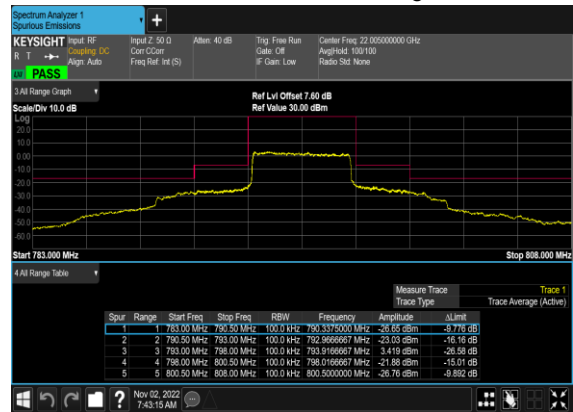 Spectrum Analyzer 1
Spurious Emissions
+
KEYSIGHT Input: RF Input Z: 50 Ω Atten: 40 dB Trig: Free Run Center Freq: 22.005000000 GHz
R T Coupling: DC Corr CCorr Gate: Off Avg|Hold: 100/100
Align: Auto Freq Ref: Int (S) IF Gain: Low Radio Std: None
PASS
3 All Range Graph
Ref Lvl Offset 7.60 dB
Scale/Div 10.0 dB Ref Value 30.00 dBm
Log
20.0
10.0
0.00
-10.0
-20.0
-30.0
-40.0
-50.0
-60.0
Start 783.000 MHz Stop 808.000 MHz
4 All Range Table
Measure Trace Trace 1
Trace Type Trace Average (Active)
Spur Range Start Freq Stop Freq RBW Frequency Amplitude ΔLimit
1 1 783.00 MHz 790.50 MHz 100.0 kHz 790.3375000 MHz -26.65 dBm -9.776 dB
2 2 790.50 MHz 793.00 MHz 100.0 kHz 792.9666667 MHz -23.03 dBm -16.16 dB
3 3 793.00 MHz 798.00 MHz 100.0 kHz 793.9166667 MHz 3.419 dBm -26.58 dB
4 4 798.00 MHz 800.50 MHz 100.0 kHz 798.0166667 MHz -21.88 dBm -15.01 dB
5 5 800.50 MHz 808.00 MHz 100.0 kHz 800.5000000 MHz -26.76 dBm -9.892 dB
? Nov 02, 2022
7:43:15 AM